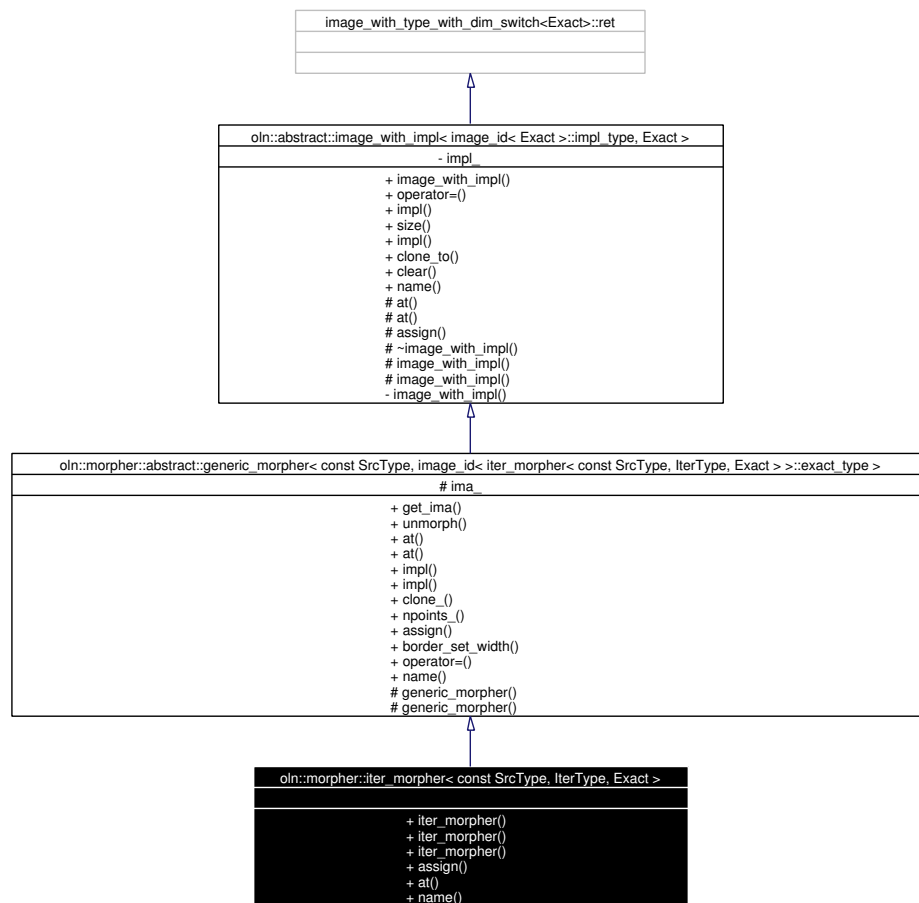 image_with_type_with_dim_switch<Exact>::ret
oln::abstract::image_with_impl< image_id< Exact >::impl_type, Exact >
- impl_
+ image_with_impl()
+ operator=()
+ impl()
+ size()
+ impl()
+ clone_to()
+ clear()
+ name()
# at()
# at()
# assign()
# ~image_with_impl()
# image_with_impl()
# image_with_impl()
- image_with_impl()
oln::morpher::abstract::generic_morpher< const SrcType, image_id< iter_morpher< const SrcType, IterType, Exact > >::exact_type >
# ima_
+ get_ima()
+ unmorph()
+ at()
+ at()
+ impl()
+ impl()
+ clone_()
+ npoints_()
+ assign()
+ border_set_width()
+ operator=()
+ name()
# generic_morpher()
# generic_morpher()
oln::morpher::iter_morpher< const SrcType, IterType, Exact >
+ iter_morpher()
+ iter_morpher()
+ iter_morpher()
+ assign()
+ at()
+ name()